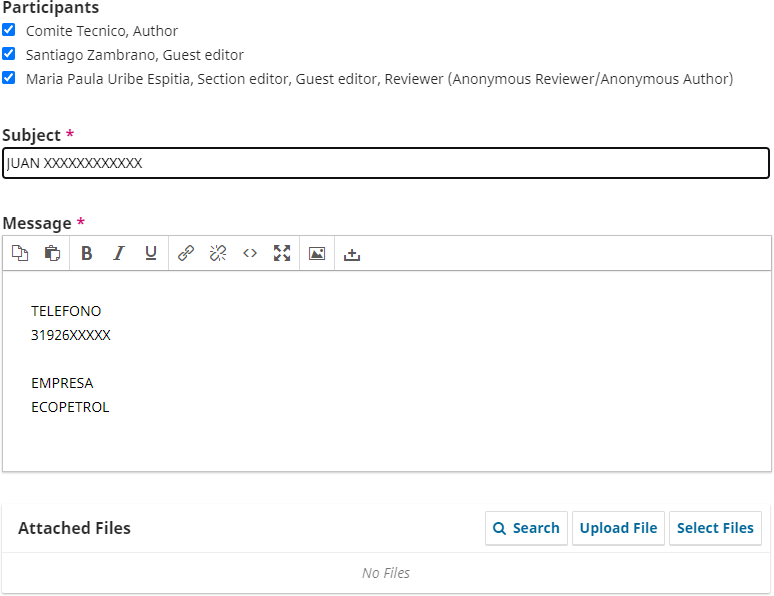 Participants
Comite Tecnico, Author
Santiago Zambrano, Guest editor
Maria Paula Uribe Espitia, Section editor, Guest editor, Reviewer (Anonymous Reviewer/Anonymous Author)
Subject *
JUAN XXXXXXXXXXXX
Message *
B I U
TELEFONO
31926XXXXX
EMPRESA
ECOPETROL
Attached Files
Search Upload File Select Files
No Files